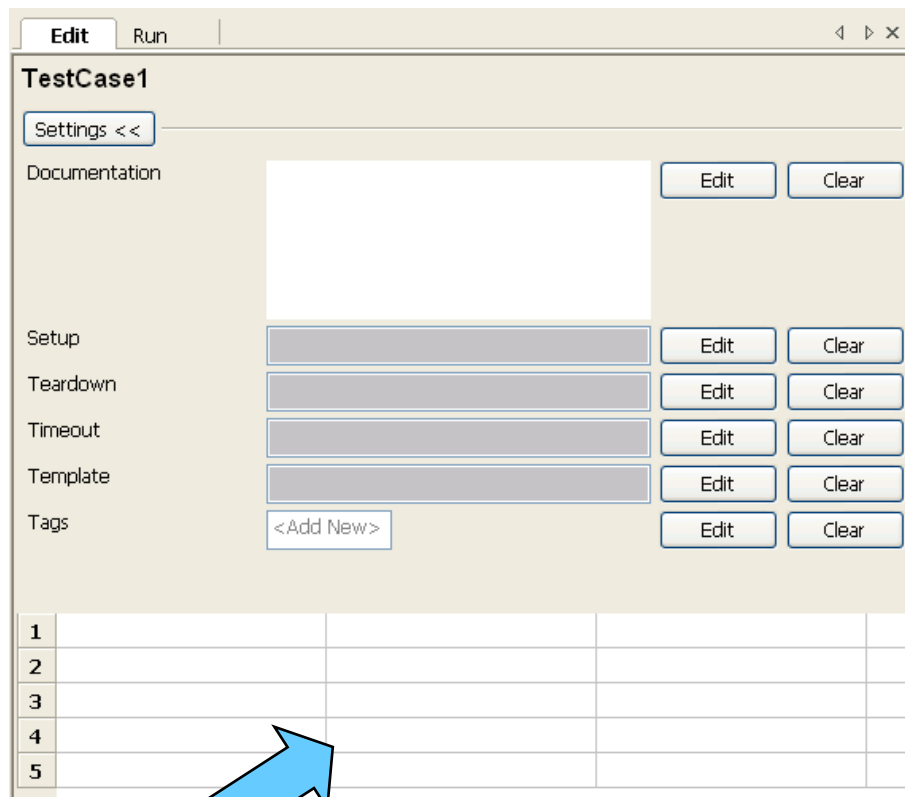 Edit Run
TestCase1
Settings <<
Documentation Edit Clear
Setup Edit Clear
Teardown Edit Clear
Timeout Edit Clear
Template Edit Clear
Tags <Add New> Edit Clear
1
2
3
4
5